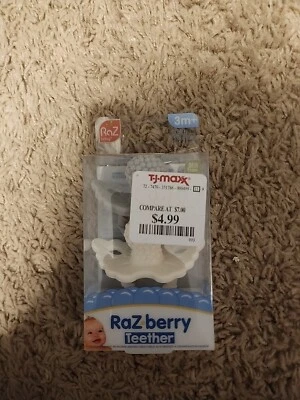 RaZ
3m+
T.J.maxx
COMPARE AT $7.00
$4.99
RaZ berry
Teether